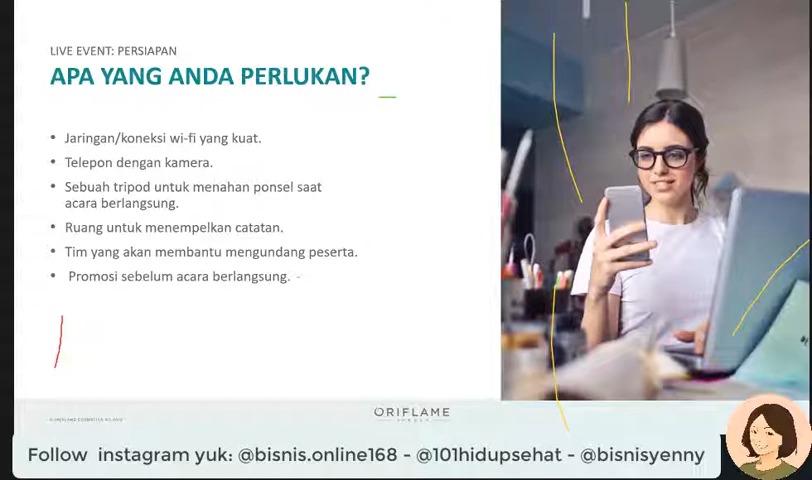 LIVE EVENT: PERSIAPAN
APA YANG ANDA PERLUKAN?
• Jaringan/koneksi wi-fi yang kuat.
• Telepon dengan kamera.
• Sebuah tripod untuk menahan ponsel saat
acara berlangsung.
• Ruang untuk menempelkan catatan.
• Tim yang akan membantu mengundang peserta.
• Promosi sebelum acara berlangsung. -
ORIFLAME
Follow instagram yuk: @bisnis.online168 - @101hidupsehat - @bisnisyenny